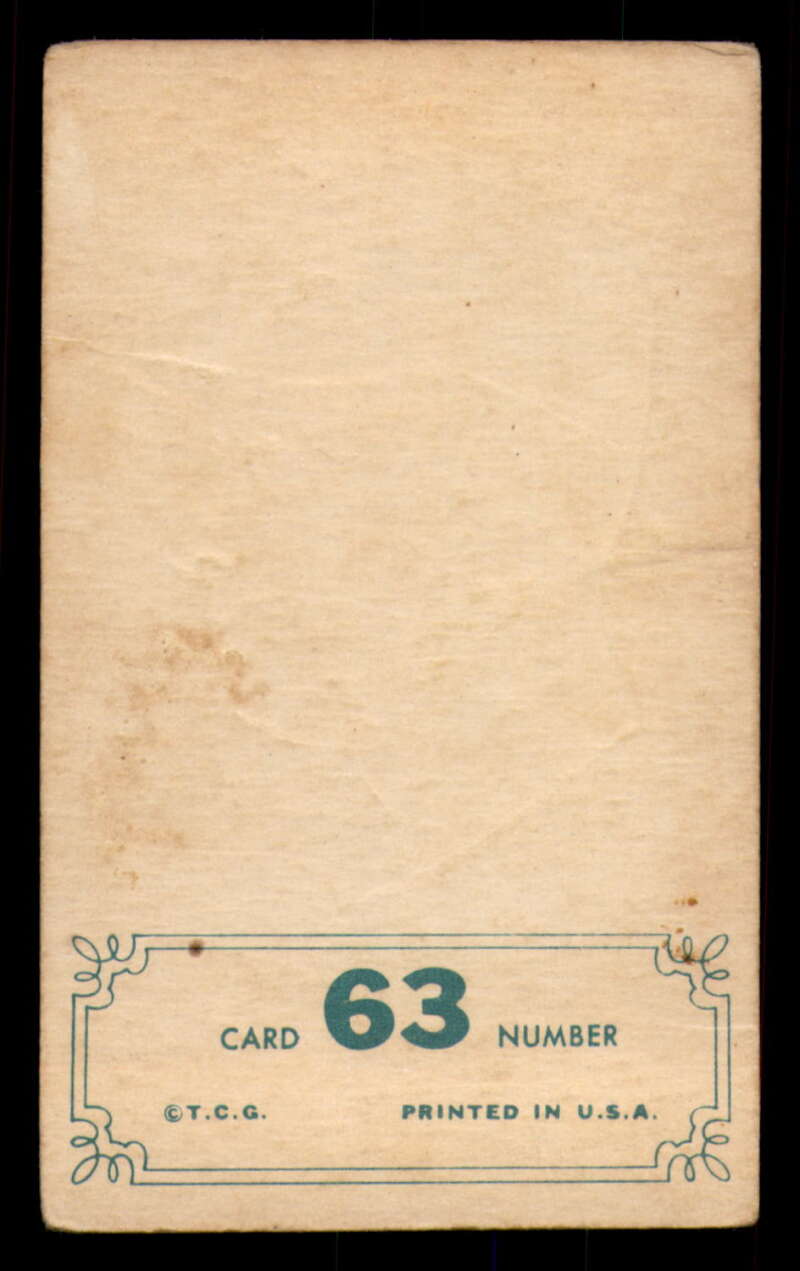 CARD 63 NUMBER
©T.C.G. PRINTED IN U.S.A.